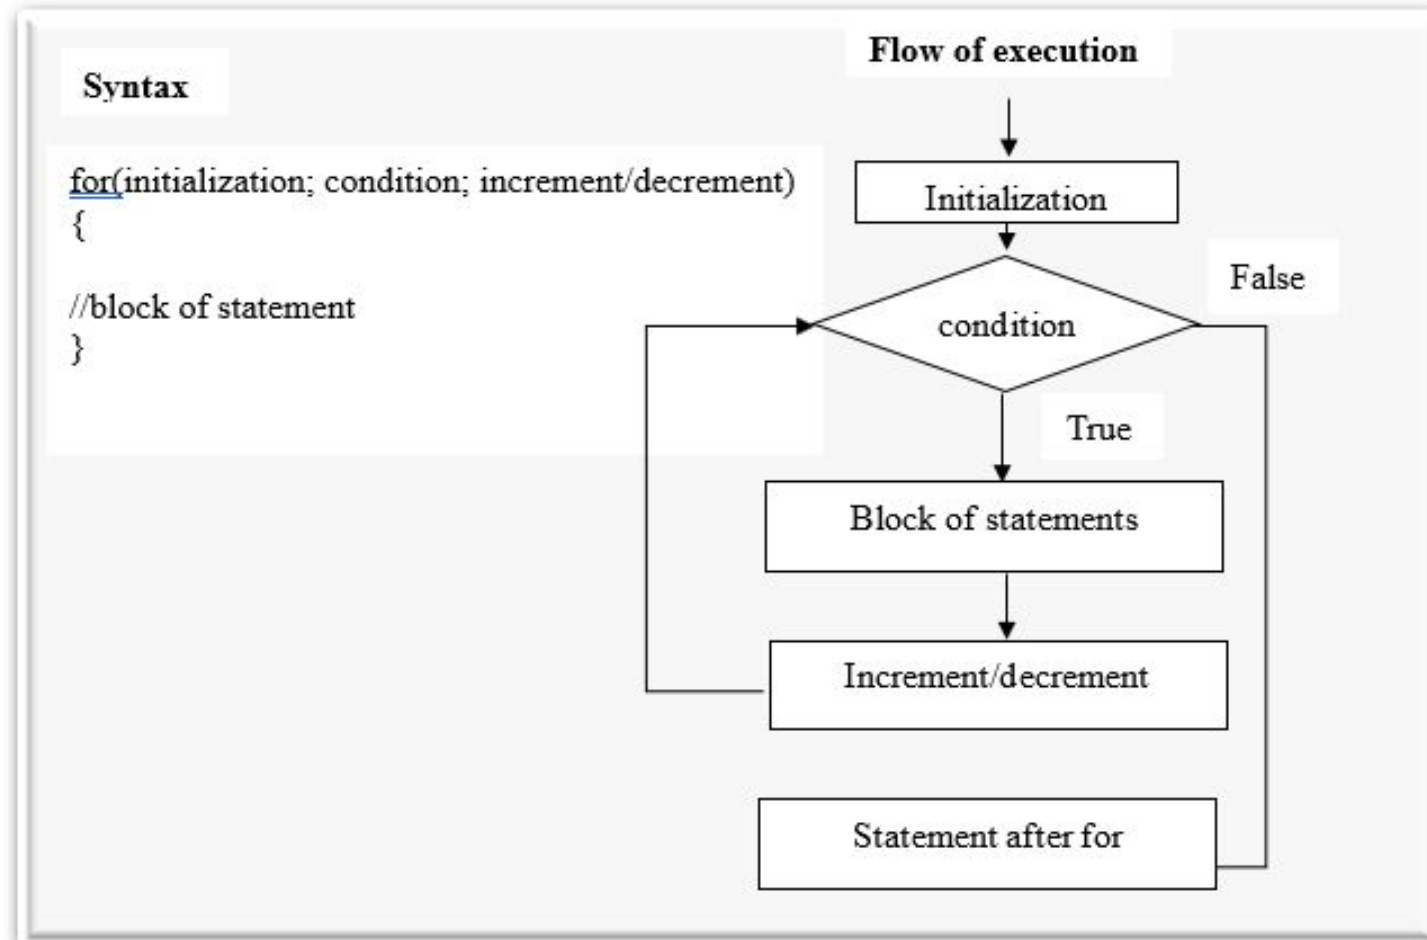 Flow of execution
Syntax
for(initialization; condition; increment/decrement)
{
//block of statement
}
Initialization
condition
False
True
Block of statements
Increment/decrement
Statement after for